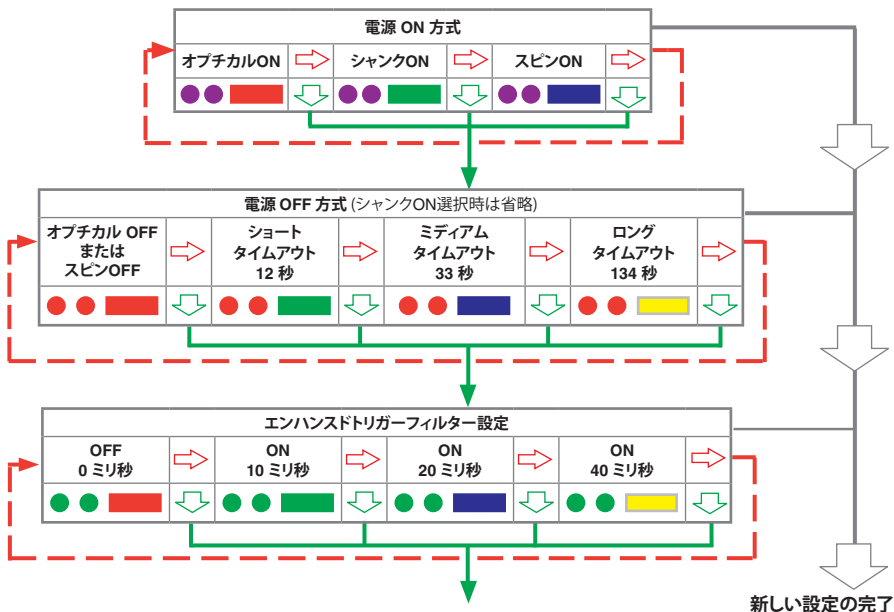 電源 ON 方式
オプチカルON
シャンクON
スピンON
電源 OFF 方式 (シャンクON選択時は省略)
オプチカル OFF
または
スピンOFF
ショート
タイムアウト
12 秒
ミディアム
タイムアウト
33 秒
ロング
タイムアウト
134 秒
エンハンスドトリガーフィルター設定
OFF
0 ミリ秒
ON
10 ミリ秒
ON
20 ミリ秒
ON
40 ミリ秒
新しい設定の完了